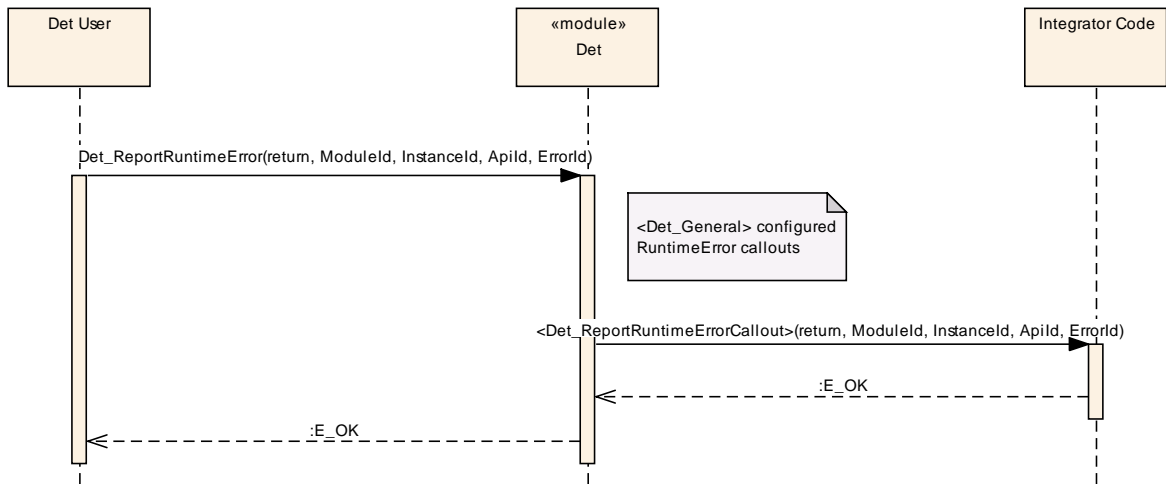 Det User
«module»
Det
Integrator Code
Det_ReportRuntimeError(return, ModuleId, InstanceId, ApiId, ErrorId)
<Det_General> configured
RuntimeError callouts
<Det_ReportRuntimeErrorCallout>(return, ModuleId, InstanceId, ApiId, ErrorId)
:E_OK
:E_OK